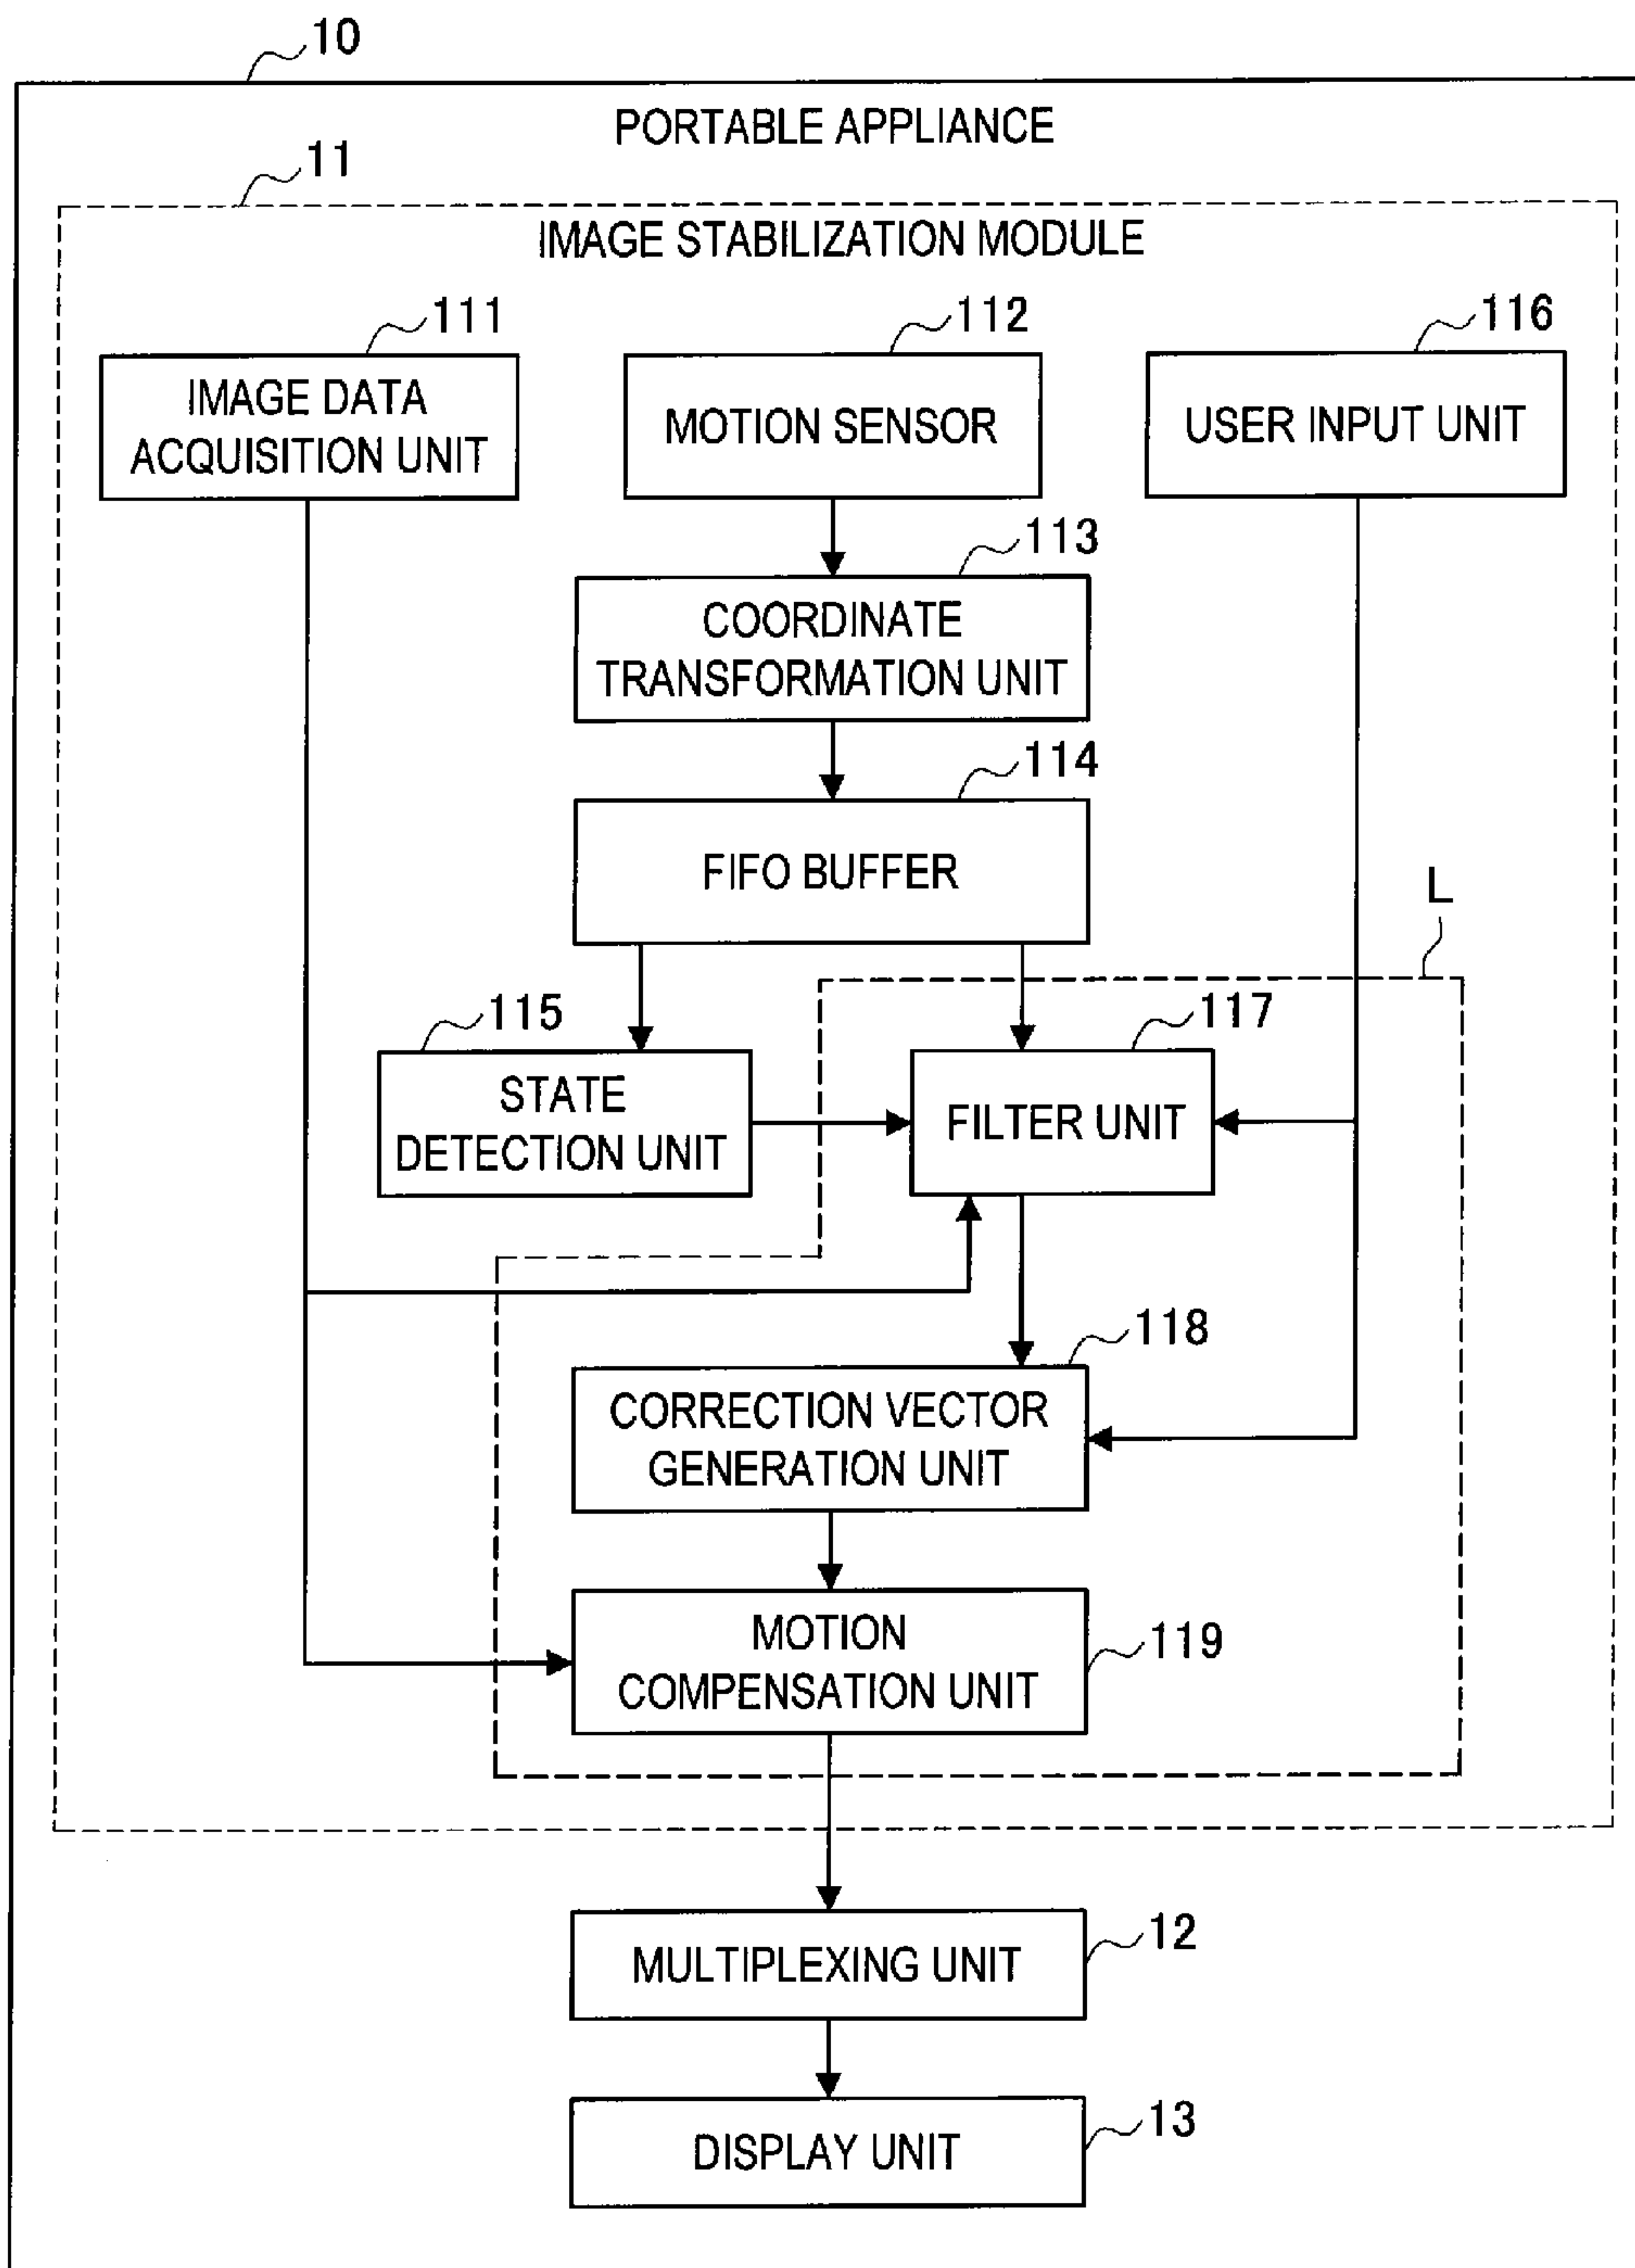 10
PORTABLE APPLIANCE
11
IMAGE STABILIZATION MODULE
111
112
116
IMAGE DATA
ACQUISITION UNIT
MOTION SENSOR
USER INPUT UNIT
113
COORDINATE
TRANSFORMATION UNIT
114
FIFO BUFFER
L
115
117
STATE
DETECTION UNIT
FILTER UNIT
118
CORRECTION VECTOR
GENERATION UNIT
MOTION
COMPENSATION UNIT
119
12
MULTIPLEXING UNIT
13
DISPLAY UNIT